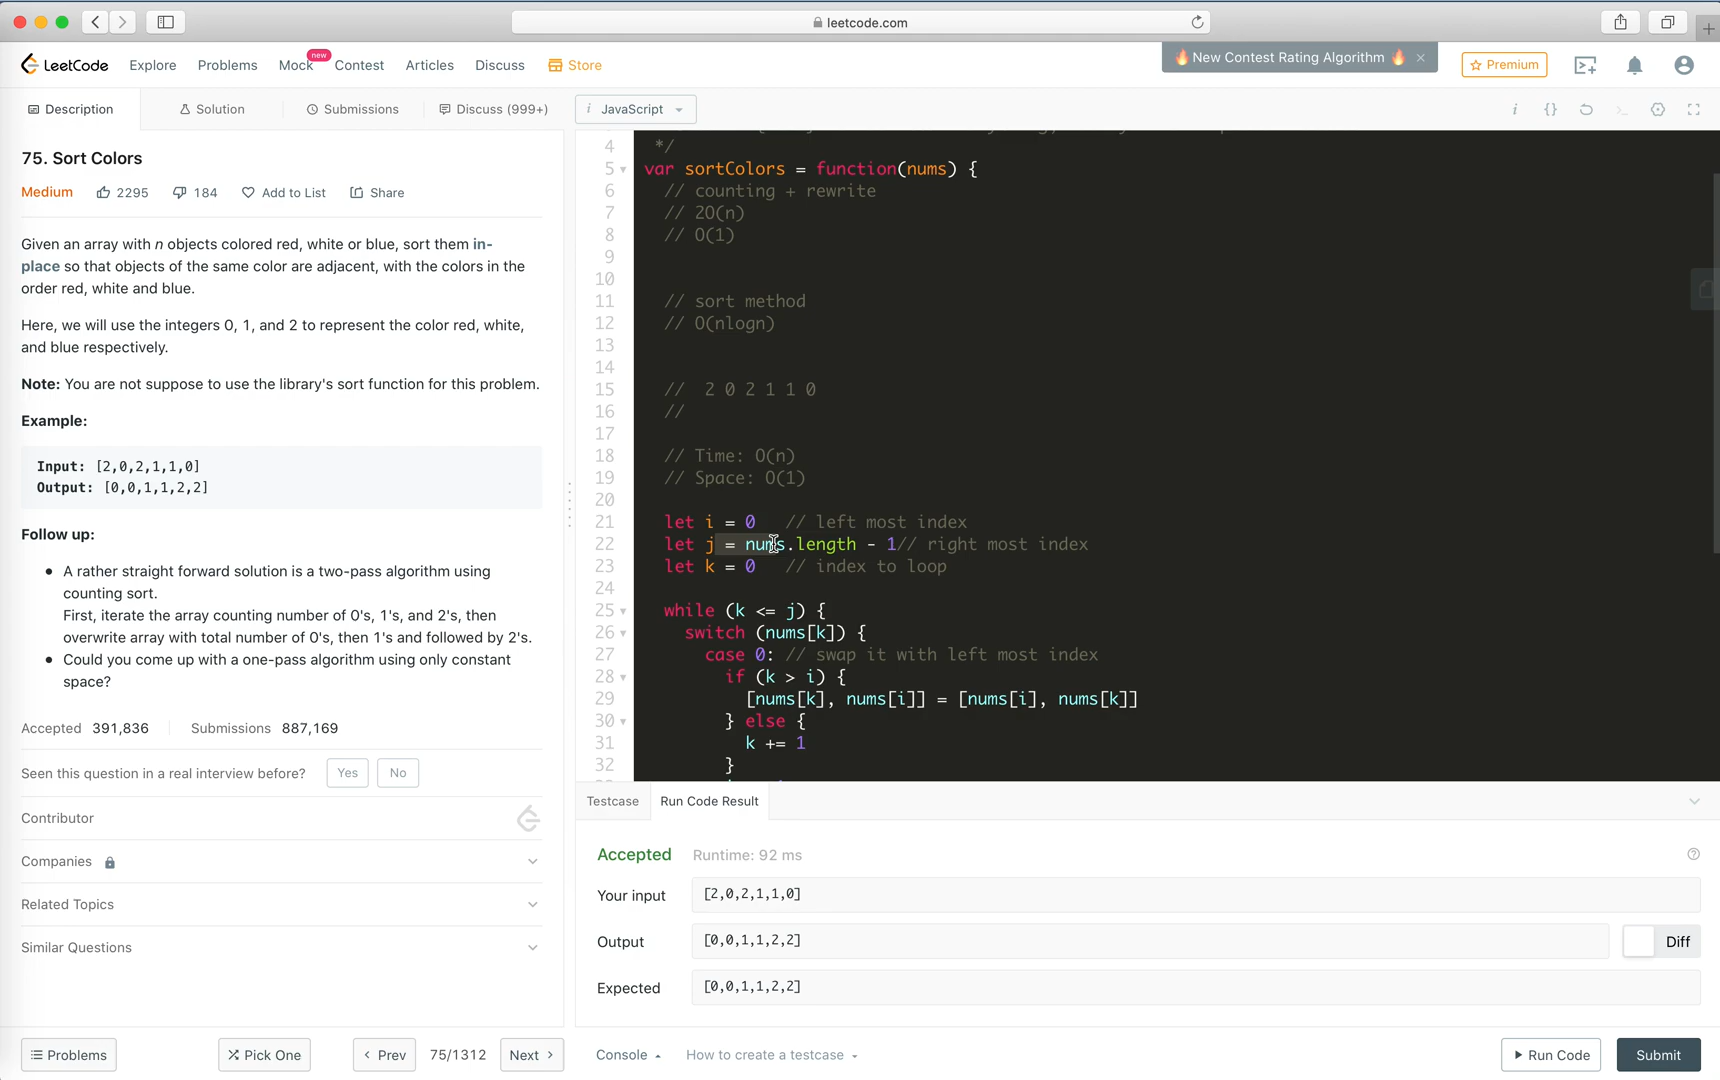 leetcode.com
LeetCode Explore Problems Mock new Contest Articles Discuss Store
🔥New Contest Rating Algorithm 🔥 ×
Premium
Description Solution Submissions Discuss (999+)
i JavaScript
75. Sort Colors
Medium 2295 184 Add to List Share
Given an array with n objects colored red, white or blue, sort them in-
place so that objects of the same color are adjacent, with the colors in the
order red, white and blue.
Here, we will use the integers 0, 1, and 2 to represent the color red, white,
and blue respectively.
Note: You are not suppose to use the library's sort function for this problem.
Example:
Input: [2,0,2,1,1,0]
Output: [0,0,1,1,2,2]
Follow up:
A rather straight forward solution is a two-pass algorithm using
counting sort.
First, iterate the array counting number of 0's, 1's, and 2's, then
overwrite array with total number of 0's, then 1's and followed by 2's.
Could you come up with a one-pass algorithm using only constant
space?
Accepted 391,836 Submissions 887,169
Seen this question in a real interview before? Yes No
Contributor
Companies
Related Topics
Similar Questions
Problems Pick One Prev 75/1312 Next
4 */
5 var sortColors = function(nums) {
6 // counting + rewrite
7 // 2O(n)
8 // O(1)
9
10
11 // sort method
12 // O(nlogn)
13
14
15 // 2 0 2 1 1 0
16 //
17
18 // Time: O(n)
19 // Space: O(1)
20
21 let i = 0 // left most index
22 let j = nums.length - 1// right most index
23 let k = 0 // index to loop
24
25 while (k <= j) {
26 switch (nums[k]) {
27 case 0: // swap it with left most index
28 if (k > i) {
29 [nums[k], nums[i]] = [nums[i], nums[k]]
30 } else {
31 k += 1
32 }
Testcase Run Code Result
Accepted Runtime: 92 ms
Your input [2,0,2,1,1,0]
Output [0,0,1,1,2,2] Diff
Expected [0,0,1,1,2,2]
Console How to create a testcase Run Code Submit